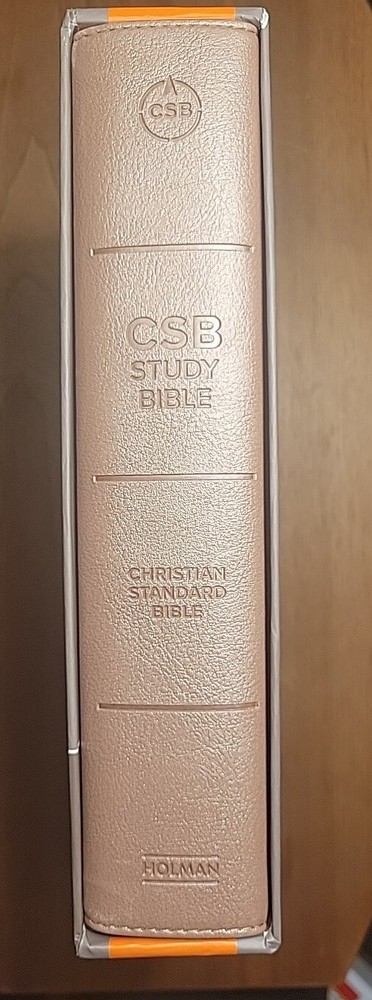 CSB
CSB
STUDY
BIBLE
CHRISTIAN
STANDARD
BIBLE
HOLMAN